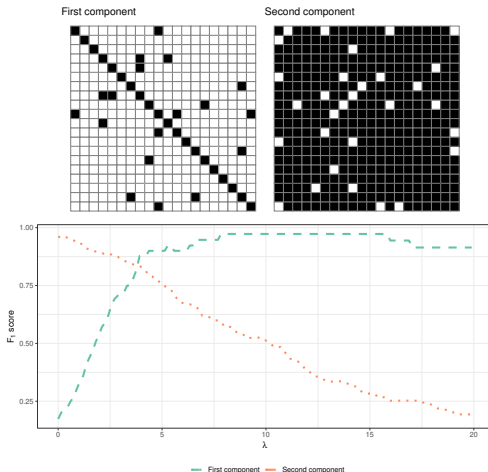 First component Second component
1.00
0.75
0.50
0.25
F₁ score
0 5 10 15 20
λ
First component Second component